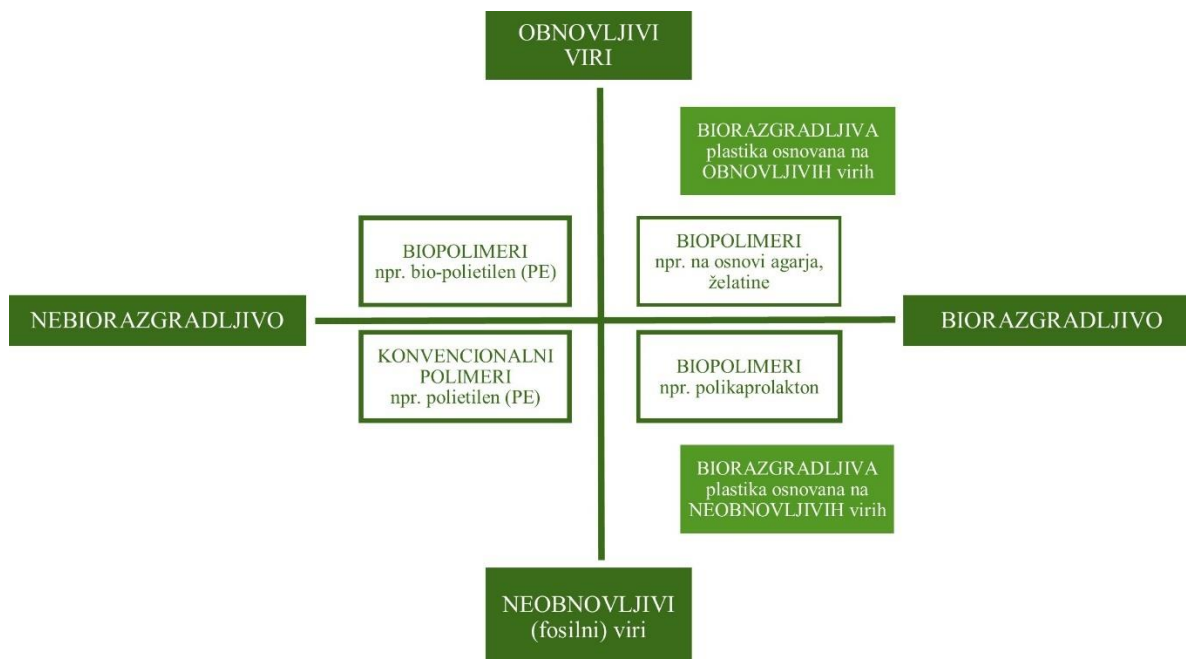 OBNOVLJIVI
VIRI
BIORAZGRADLJIVA
plastika osnovana na
OBNOVLJIVIH virih
BIOPOLIMERI
npr. bio-polietilen (PE)
BIOPOLIMERI
npr. na osnovi agarja,
želatine
NEBIORAZGRADLJIVO
BIORAZGRADLJIVO
KONVENCIONALNI
POLIMERI
npr. polietilen (PE)
BIOPOLIMERI
npr. polikaprolakton
BIORAZGRADLJIVA
plastika osnovana na
NEOBNOVLJIVIH virih
NEOBNOVLJIVI
(fosilni) viri